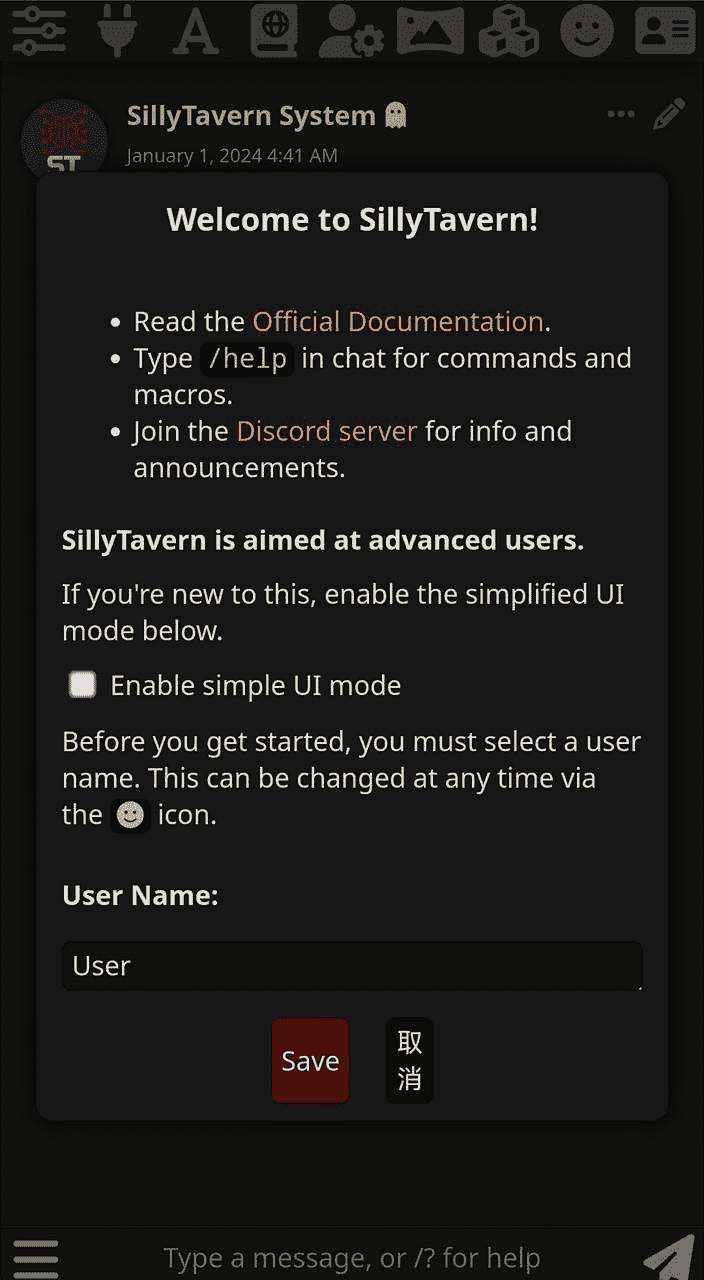 SillyTavern System
January 1, 2024 4:41 AM
ST
Welcome to SillyTavern!
Read the Official Documentation.
Type /help in chat for commands and
macros.
Join the Discord server for info and
announcements.
SillyTavern is aimed at advanced users.
If you're new to this, enable the simplified UI
mode below.
Enable simple UI mode
Before you get started, you must select a user
name. This can be changed at any time via
the icon.
User Name:
User
Save
取
消
Type a message, or /? for help